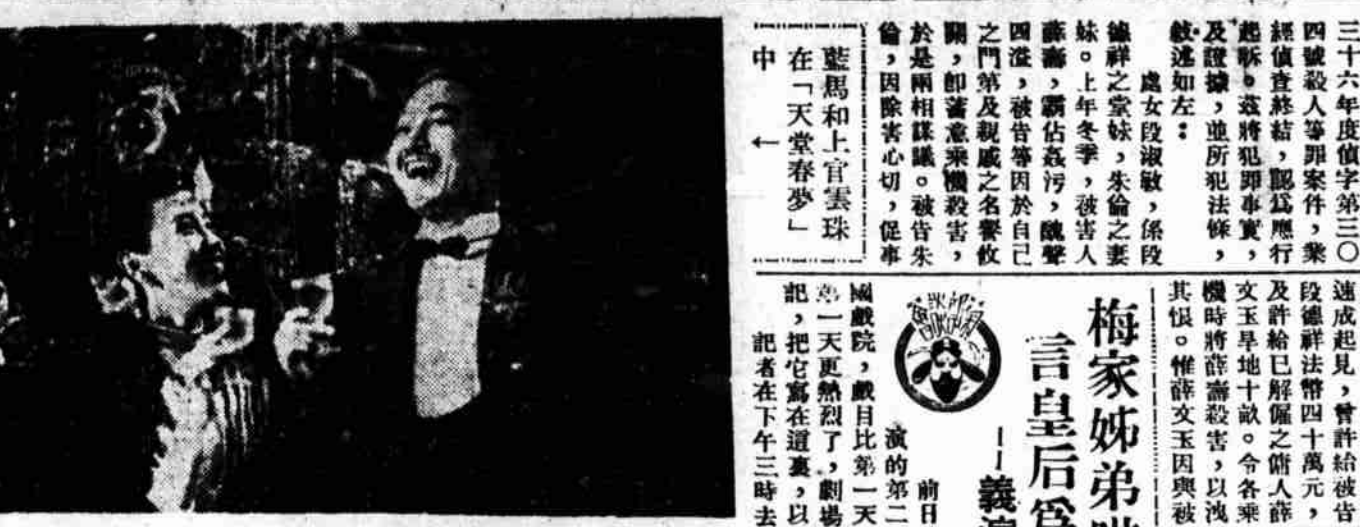 三十六年度偵字第三〇
四號殺人等罪案件，業
經偵查終結，認爲應行
起訴。茲將犯罪事實，
及證據，並所犯法條，
敍述如左：
處女段淑敏，係段
德祥之堂妹，朱倫之妻
妹。上年冬季，被害人
薛壽，霸佔姦污，醜聲
四溢，被告等因於自己
之門第及親戚之名譽攸
關，卽蓄意乘機殺害，
於是兩相謀議。被告朱
倫，因除害心切，促事
藍馬和上官雲珠
在「天堂春夢」
中　←
速成起見，曾許給被告
段德祥法幣四十萬元，
及許給已解僱之傭人薛
文玉旱地十畝。令各乘
機時將薛壽殺害，以洩
其恨。惟薛文玉因與被
梅家姊弟
言皇后爲
——義演
前日
演的第二
國戲院，戲目比第一天
第一天更熱烈了，劇場
記，把它寫在這裏，以
記者在下午三時去